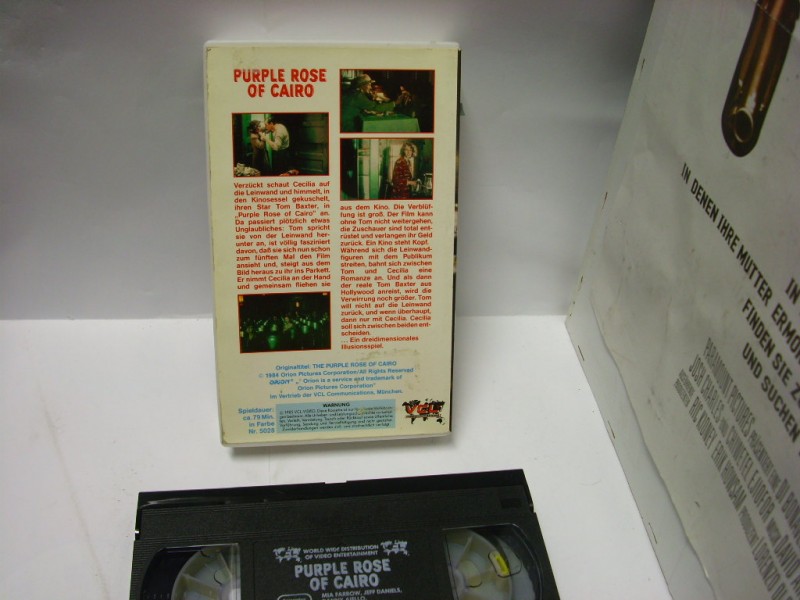 PURPLE ROSE
OF CAIRO
Verzückt schaut Cecilia auf
die Leinwand und himmelt, in
den Kinosessel gekuschelt,
ihren Star Tom Baxter, in
„Purple Rose of Cairo" an.
Da passiert plötzlich etwas
Unglaubliches: Tom spricht
sie von der Leinwand her-
unter an, ist völlig fasziniert
davon, daß sie sich nun schon
zum fünften Mal den Film
ansieht und, steigt aus dem
Bild heraus zu ihr ins Parkett.
Er nimmt Cecilia an der Hand
und gemeinsam fliehen sie
aus dem Kino. Die Verblüf-
fung ist groß. Der Film kann
ohne Tom nicht weitergehen,
die Zuschauer sind total ent-
rüstet und verlangen ihr Geld
zurück. Ein Kino steht Kopf.
Während sich die Leinwand-
figuren mit dem Publikum
streiten, bahnt sich zwischen
Tom und Cecilia eine
Romanze an. Und als dann
der reale Tom Baxter aus
Hollywood anreist, wird die
Verwirrung noch größer. Tom
will nicht auf die Leinwand
zurück, und wenn überhaupt,
dann nur mit Cecilia. Cecilia
soll sich zwischen beiden ent-
scheiden.
... Ein dreidimensionales
Illusionsspiel.
Originaltitel: THE PURPLE ROSE OF CAIRO
© 1984 Orion Pictures Corporation/All Rights Reserved
„Orion is a service and trademark of
Orion Pictures Corporation"
Im Vertrieb der VCL Communications, München.
Spieldauer:
ca. 79 Min.
in Farbe
Nr. 5028
WARNUNG
VCL
WORLD WIDE DISTRIBUTION
OF VIDEO ENTERTAINMENT
PURPLE ROSE
OF CAIRO
MIA FARROW, JEFF DANIELS,
IN
IN DENEN IHRE MUTTER ERMO
FINDEN SIE
UND SUCHEN